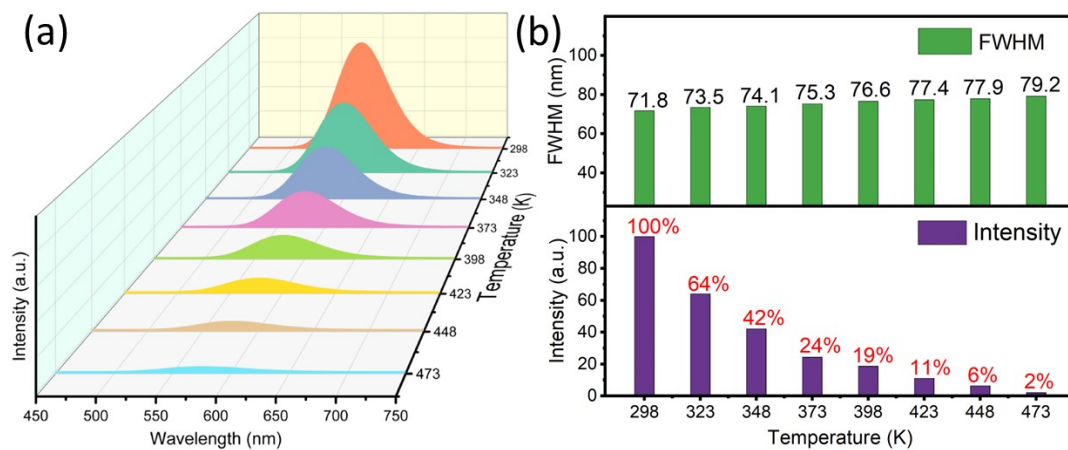 (a)
298
323
348
373
398
423
448
473
Temperature (K)
Intensity (a.u.)
450 500 550 600 650 700 750
Wavelength (nm)
(b)
FWHM
100
80
60
40
FWHM (nm)
71.8 73.5 74.1 75.3 76.6 77.4 77.9 79.2
Intensity
100
80
60
40
20
0
Intensity (a.u.)
100%
64%
42%
24%
19%
11%
6%
2%
298 323 348 373 398 423 448 473
Temperature (K)